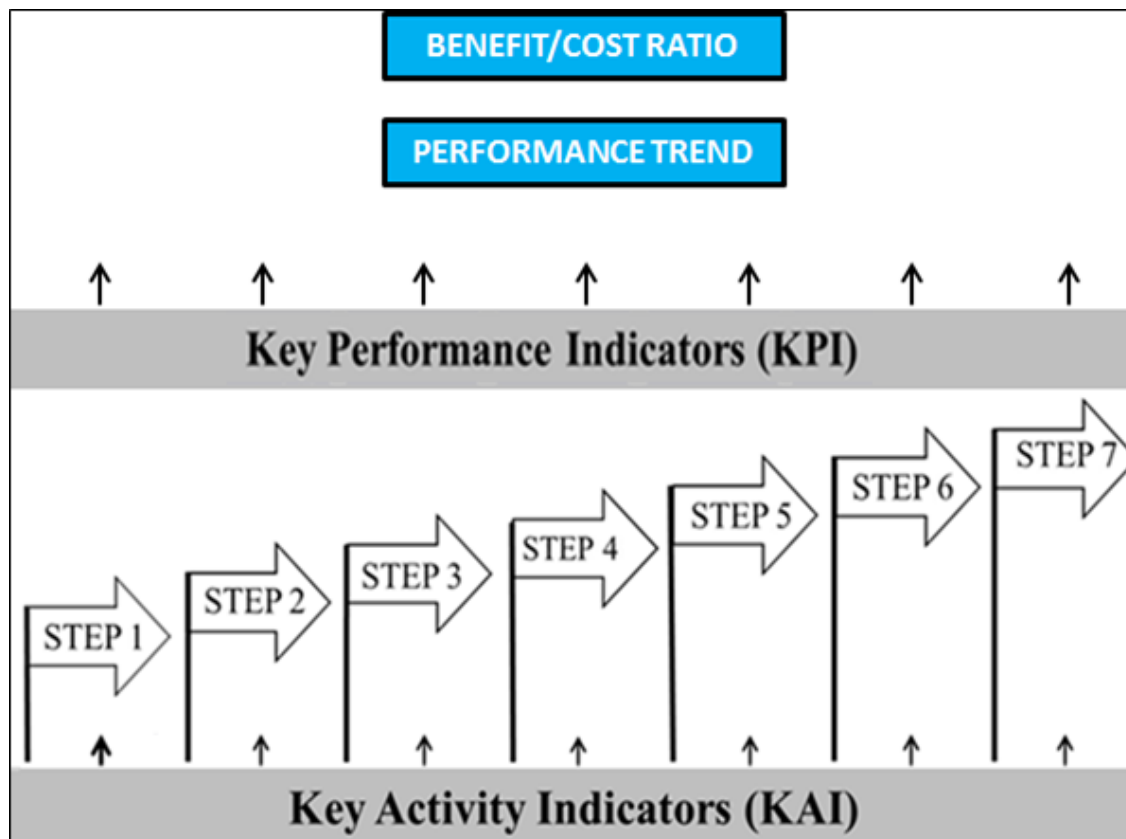 BENEFIT/COST RATIO
PERFORMANCE TREND
Key Performance Indicators (KPI)
STEP 1
STEP 2
STEP 3
STEP 4
STEP 5
STEP 6
STEP 7
Key Activity Indicators (KAI)